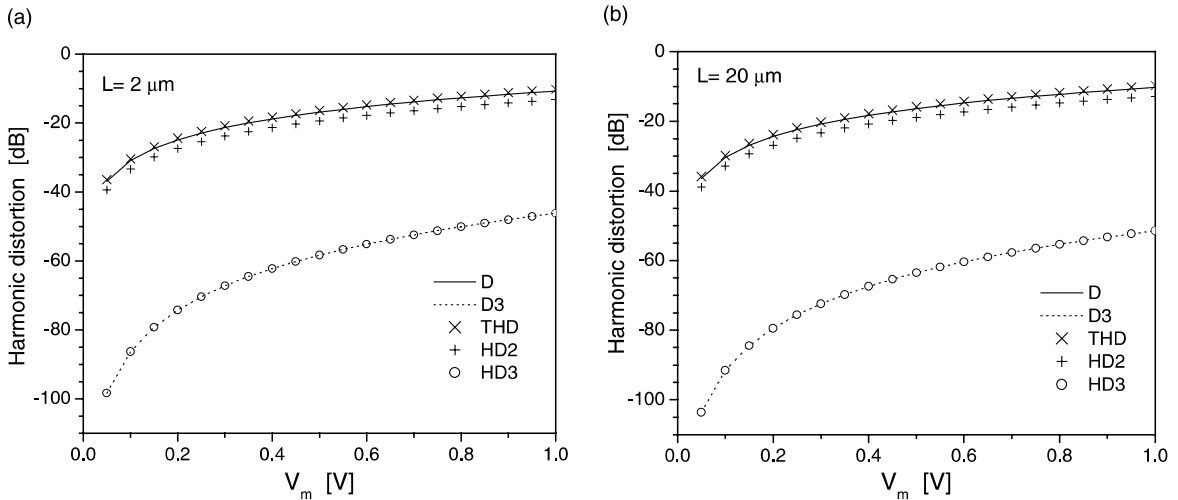 (a)
L= 2 μm
Harmonic distortion [dB]
0
-20
-40
-60
-80
-100
0.0 0.2 0.4 0.6 0.8 1.0
V_m [V]
D
D3
THD
HD2
HD3
(b)
L= 20 μm
Harmonic distortion [dB]
0
-20
-40
-60
-80
-100
0.0 0.2 0.4 0.6 0.8 1.0
V_m [V]
D
D3
THD
HD2
HD3